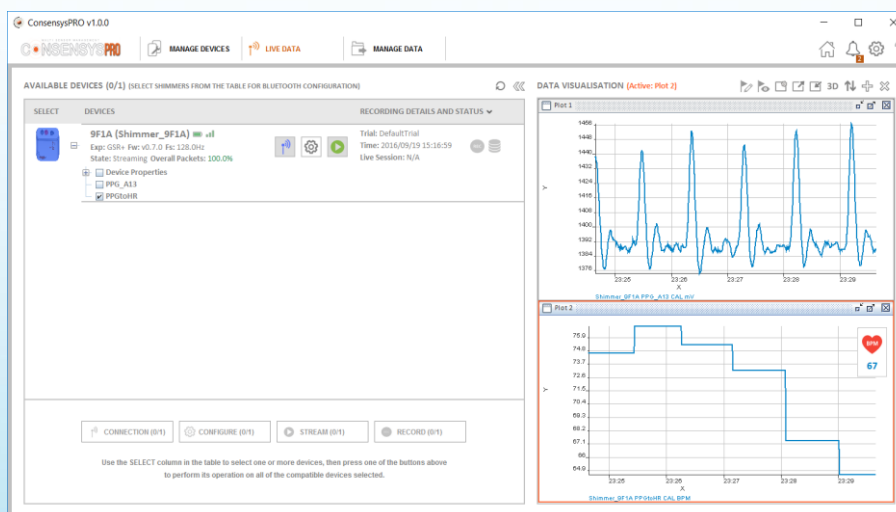 ConsensysPRO v1.0.0
CONSENSYSPRO
MANAGE DEVICES
LIVE DATA
MANAGE DATA
2
AVAILABLE DEVICES (0/1) (SELECT SHIMMERS FROM THE TABLE FOR BLUETOOTH CONFIGURATION)
SELECT
DEVICES
RECORDING DETAILS AND STATUS
9F1A (Shimmer_9F1A)
Exp: GSR+ Fw: v0.7.0 Fs: 128.0Hz
State: Streaming Overall Packets: 100.0%
Trial: DefaultTrial
Time: 2016/09/19 15:16:59
Live Session: N/A
Device Properties
PPG_A13
PPGtoHR
CONNECTION (0/1)
CONFIGURE (0/1)
STREAM (0/1)
RECORD (0/1)
Use the SELECT column in the table to select one or more devices, then press one of the buttons above
to perform its operation on all of the compatible devices selected.
DATA VISUALISATION (Active: Plot 2)
3D
Plot 1
1456
1448
1440
1432
1424
1416
1408
1400
1392
1384
1376
Y
23:25
23:26
23:27
23:28
23:29
X
Shimmer_9F1A PPG_A13 CAL mV
Plot 2
75.9
74.8
73.7
72.6
71.5
70.4
69.3
68.2
67.1
66
64.9
Y
BPM
67
23:25
23:26
23:27
23:28
23:29
X
Shimmer_9F1A PPGtoHR CAL BPM